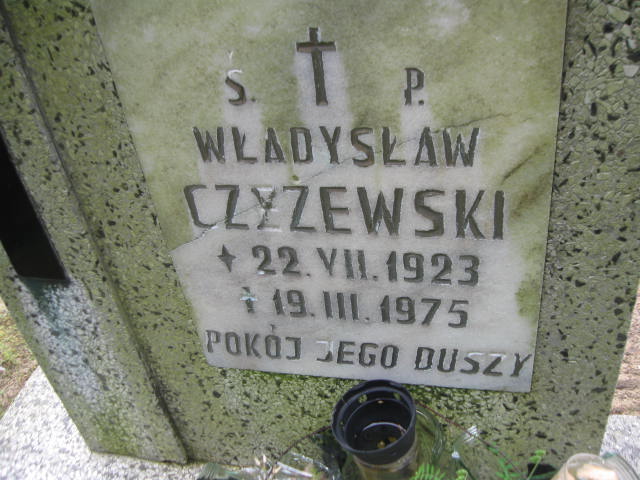 Ś. P.
WŁADYSŁAW
CZYŻEWSKI
22.VII.1923
19.III.1975
POKÓJ JEGO DUSZY